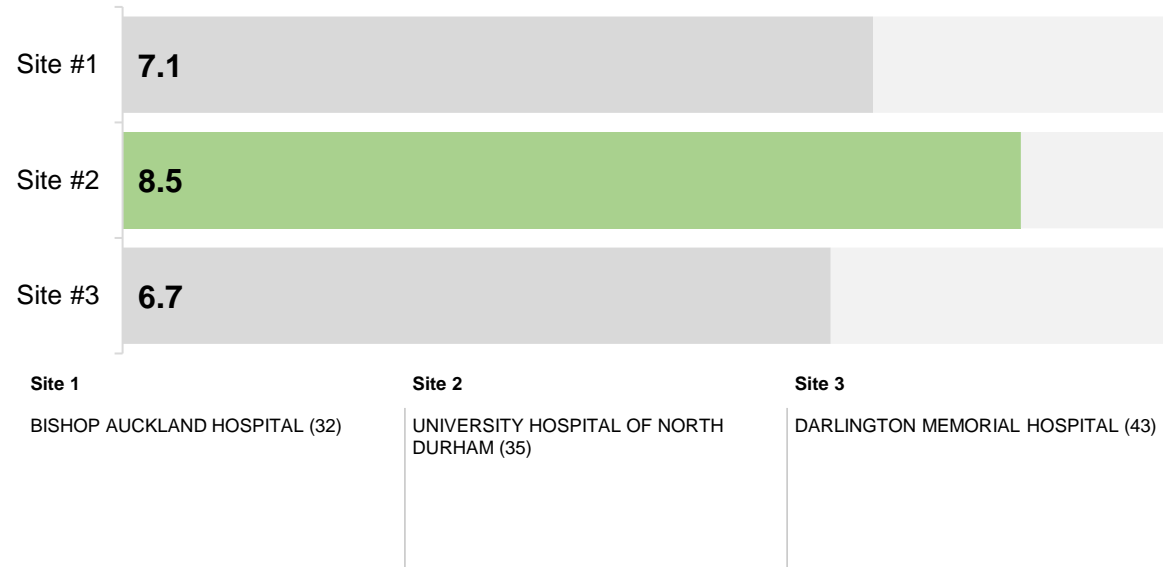 Site #1
7.1
Site #2
8.5
Site #3
6.7
Site 1
BISHOP AUCKLAND HOSPITAL (32)
Site 2
UNIVERSITY HOSPITAL OF NORTH
DURHAM (35)
Site 3
DARLINGTON MEMORIAL HOSPITAL (43)